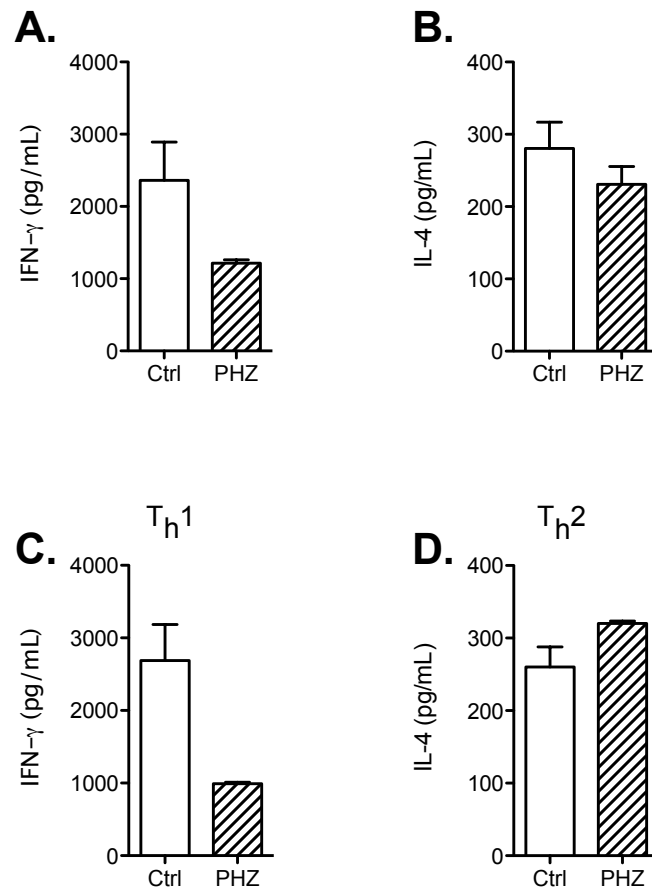 A.
IFN-γ (pg/mL)
4000
3000
2000
1000
0
Ctrl PHZ
B.
IL-4 (pg/mL)
400
300
200
100
0
Ctrl PHZ
Th1
C.
IFN-γ (pg/mL)
4000
3000
2000
1000
0
Ctrl PHZ
Th2
D.
IL-4 (pg/mL)
400
300
200
100
0
Ctrl PHZ